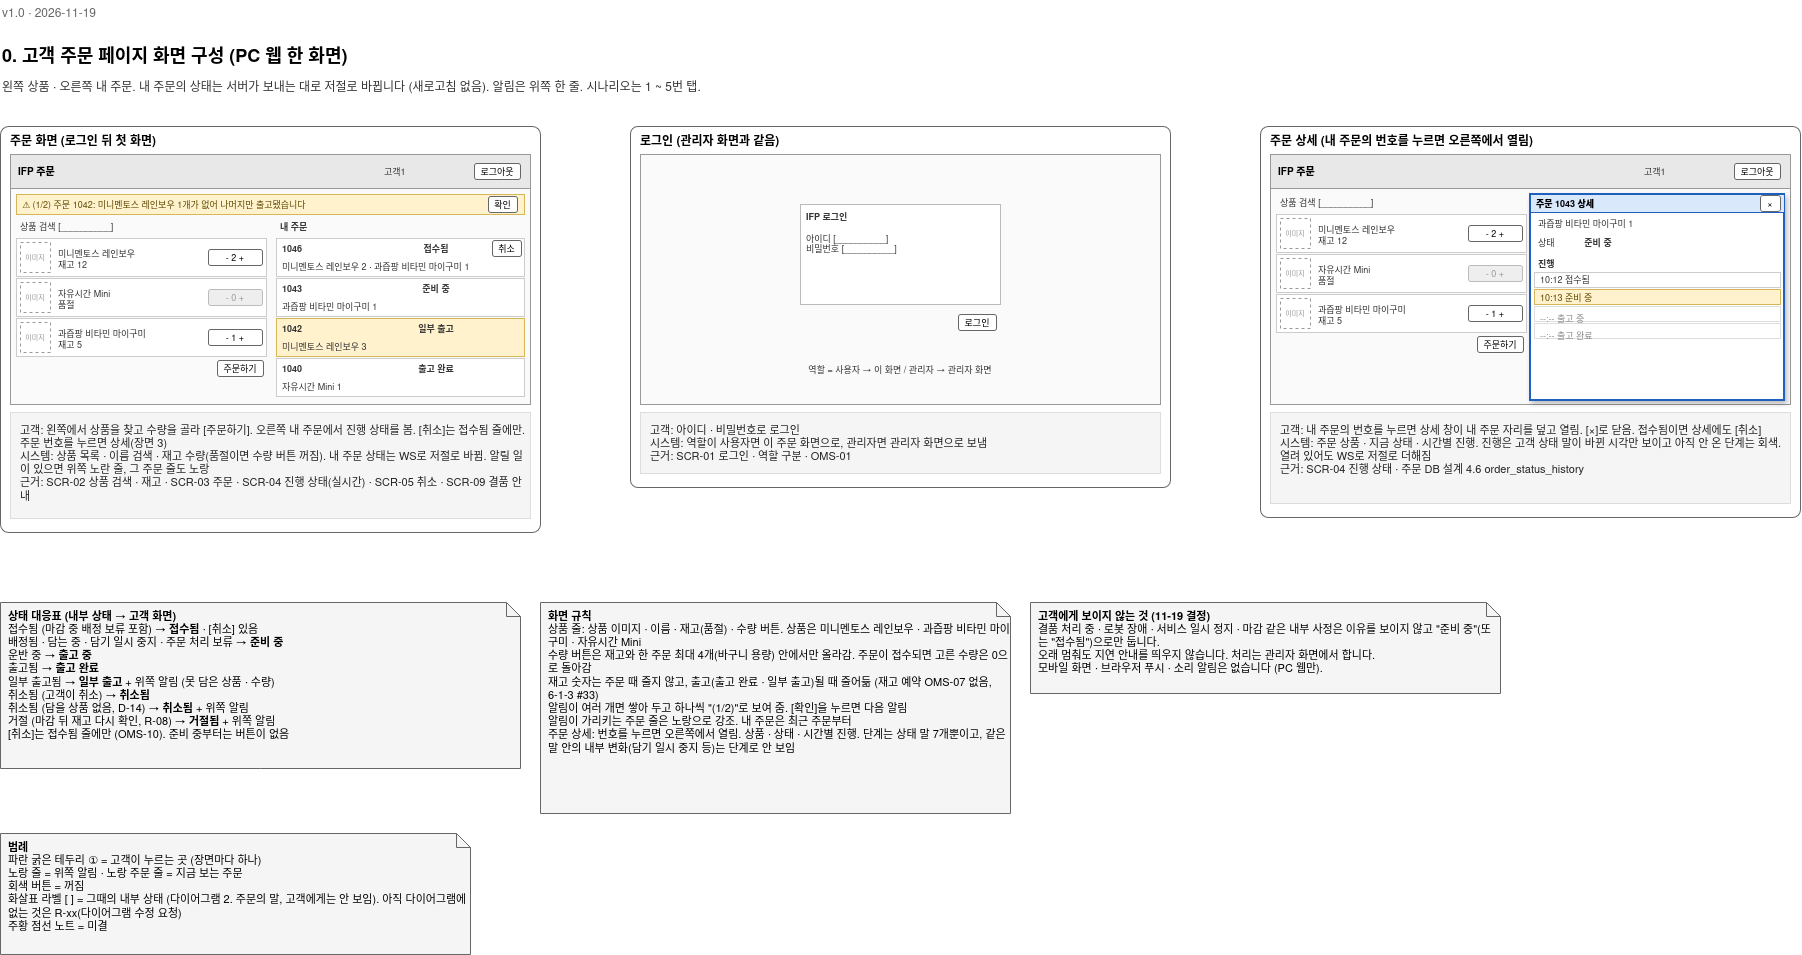 v1.0 · 2026-11-19
0. 고객 주문 페이지 화면 구성 (PC 웹 한 화면)
왼쪽 상품 · 오른쪽 내 주문. 내 주문의 상태는 서버가 보내는 대로 저절로 바뀝니다 (새로고침 없음). 알림은 위쪽 한 줄. 시나리오는 1 ~ 5번 탭.
주문 화면 (로그인 뒤 첫 화면)
IFP 주문
고객1
로그아웃
⚠ (1/2) 주문 1042: 미니멘토스 레인보우 1개가 없어 나머지만 출고됐습니다
확인
상품 검색 [__________]
이미지
미니멘토스 레인보우
재고 12
- 2 +
이미지
자유시간 Mini
품절
- 0 +
이미지
과즙팡 비타민 마이구미
재고 5
- 1 +
주문하기
내 주문
1046
접수됨
취소
미니멘토스 레인보우 2 · 과즙팡 비타민 마이구미 1
1043
준비 중
과즙팡 비타민 마이구미 1
1042
일부 출고
미니멘토스 레인보우 3
1040
출고 완료
자유시간 Mini 1
고객: 왼쪽에서 상품을 찾고 수량을 골라 [주문하기]. 오른쪽 내 주문에서 진행 상태를 봄. [취소]는 접수됨 줄에만.
주문 번호를 누르면 상세(장면 3)
시스템: 상품 목록 · 이름 검색 · 재고 수량(품절이면 수량 버튼 꺼짐). 내 주문 상태는 WS로 저절로 바뀜. 알릴 일
이 있으면 위쪽 노란 줄, 그 주문 줄도 노랑
근거: SCR-02 상품 검색 · 재고 · SCR-03 주문 · SCR-04 진행 상태(실시간) · SCR-05 취소 · SCR-09 결품 안
내
로그인 (관리자 화면과 같음)
IFP 로그인
아이디 [__________]
비밀번호 [__________]
로그인
역할 = 사용자 → 이 화면 / 관리자 → 관리자 화면
고객: 아이디 · 비밀번호로 로그인
시스템: 역할이 사용자면 이 주문 화면으로, 관리자면 관리자 화면으로 보냄
근거: SCR-01 로그인 · 역할 구분 · OMS-01
주문 상세 (내 주문의 번호를 누르면 오른쪽에서 열림)
IFP 주문
고객1
로그아웃
상품 검색 [__________]
이미지
미니멘토스 레인보우
재고 12
- 2 +
이미지
자유시간 Mini
품절
- 0 +
이미지
과즙팡 비타민 마이구미
재고 5
- 1 +
주문하기
주문 1043 상세
×
과즙팡 비타민 마이구미 1
상태
준비 중
진행
10:12 접수됨
10:13 준비 중
--:-- 출고 중
--:-- 출고 완료
고객: 내 주문의 번호를 누르면 상세 창이 내 주문 자리를 덮고 열림. [×]로 닫음. 접수됨이면 상세에도 [취소]
시스템: 주문 상품 · 지금 상태 · 시간별 진행. 진행은 고객 상태 말이 바뀐 시각만 보이고 아직 안 온 단계는 회색.
열려 있어도 WS로 저절로 더해짐
근거: SCR-04 진행 상태 · 주문 DB 설계 4.6 order_status_history
상태 대응표 (내부 상태 → 고객 화면)
접수됨 (마감 중 배정 보류 포함) → 접수됨 · [취소] 있음
배정됨 · 담는 중 · 담기 일시 중지 · 주문 처리 보류 → 준비 중
운반 중 → 출고 중
출고됨 → 출고 완료
일부 출고됨 → 일부 출고 + 위쪽 알림 (못 담은 상품 · 수량)
취소됨 (고객이 취소) → 취소됨
취소됨 (담을 상품 없음, D-14) → 취소됨 + 위쪽 알림
거절 (마감 뒤 재고 다시 확인, R-08) → 거절됨 + 위쪽 알림
[취소]는 접수됨 줄에만 (OMS-10). 준비 중부터는 버튼이 없음
화면 규칙
상품 줄: 상품 이미지 · 이름 · 재고(품절) · 수량 버튼. 상품은 미니멘토스 레인보우 · 과즙팡 비타민 마이
구미 · 자유시간 Mini
수량 버튼은 재고와 한 주문 최대 4개(바구니 용량) 안에서만 올라감. 주문이 접수되면 고른 수량은 0으
로 돌아감
재고 숫자는 주문 때 줄지 않고, 출고(출고 완료 · 일부 출고)될 때 줄어듦 (재고 예약 OMS-07 없음,
6-1-3 #33)
알림이 여러 개면 쌓아 두고 하나씩 "(1/2)"로 보여 줌. [확인]을 누르면 다음 알림
알림이 가리키는 주문 줄은 노랑으로 강조. 내 주문은 최근 주문부터
주문 상세: 번호를 누르면 오른쪽에서 열림. 상품 · 상태 · 시간별 진행. 단계는 상태 말 7개뿐이고, 같은
말 안의 내부 변화(담기 일시 중지 등)는 단계로 안 보임
고객에게 보이지 않는 것 (11-19 결정)
결품 처리 중 · 로봇 장애 · 서비스 일시 정지 · 마감 같은 내부 사정은 이유를 보이지 않고 "준비 중"(또
는 "접수됨")으로만 둡니다.
오래 멈춰도 지연 안내를 띄우지 않습니다. 처리는 관리자 화면에서 합니다.
모바일 화면 · 브라우저 푸시 · 소리 알림은 없습니다 (PC 웹만).
범례
파란 굵은 테두리 ① = 고객이 누르는 곳 (장면마다 하나)
노랑 줄 = 위쪽 알림 · 노랑 주문 줄 = 지금 보는 주문
회색 버튼 = 꺼짐
화살표 라벨 [ ] = 그때의 내부 상태 (다이어그램 2. 주문의 말, 고객에게는 안 보임). 아직 다이어그램에
없는 것은 R-xx(다이어그램 수정 요청)
주황 점선 노트 = 미결